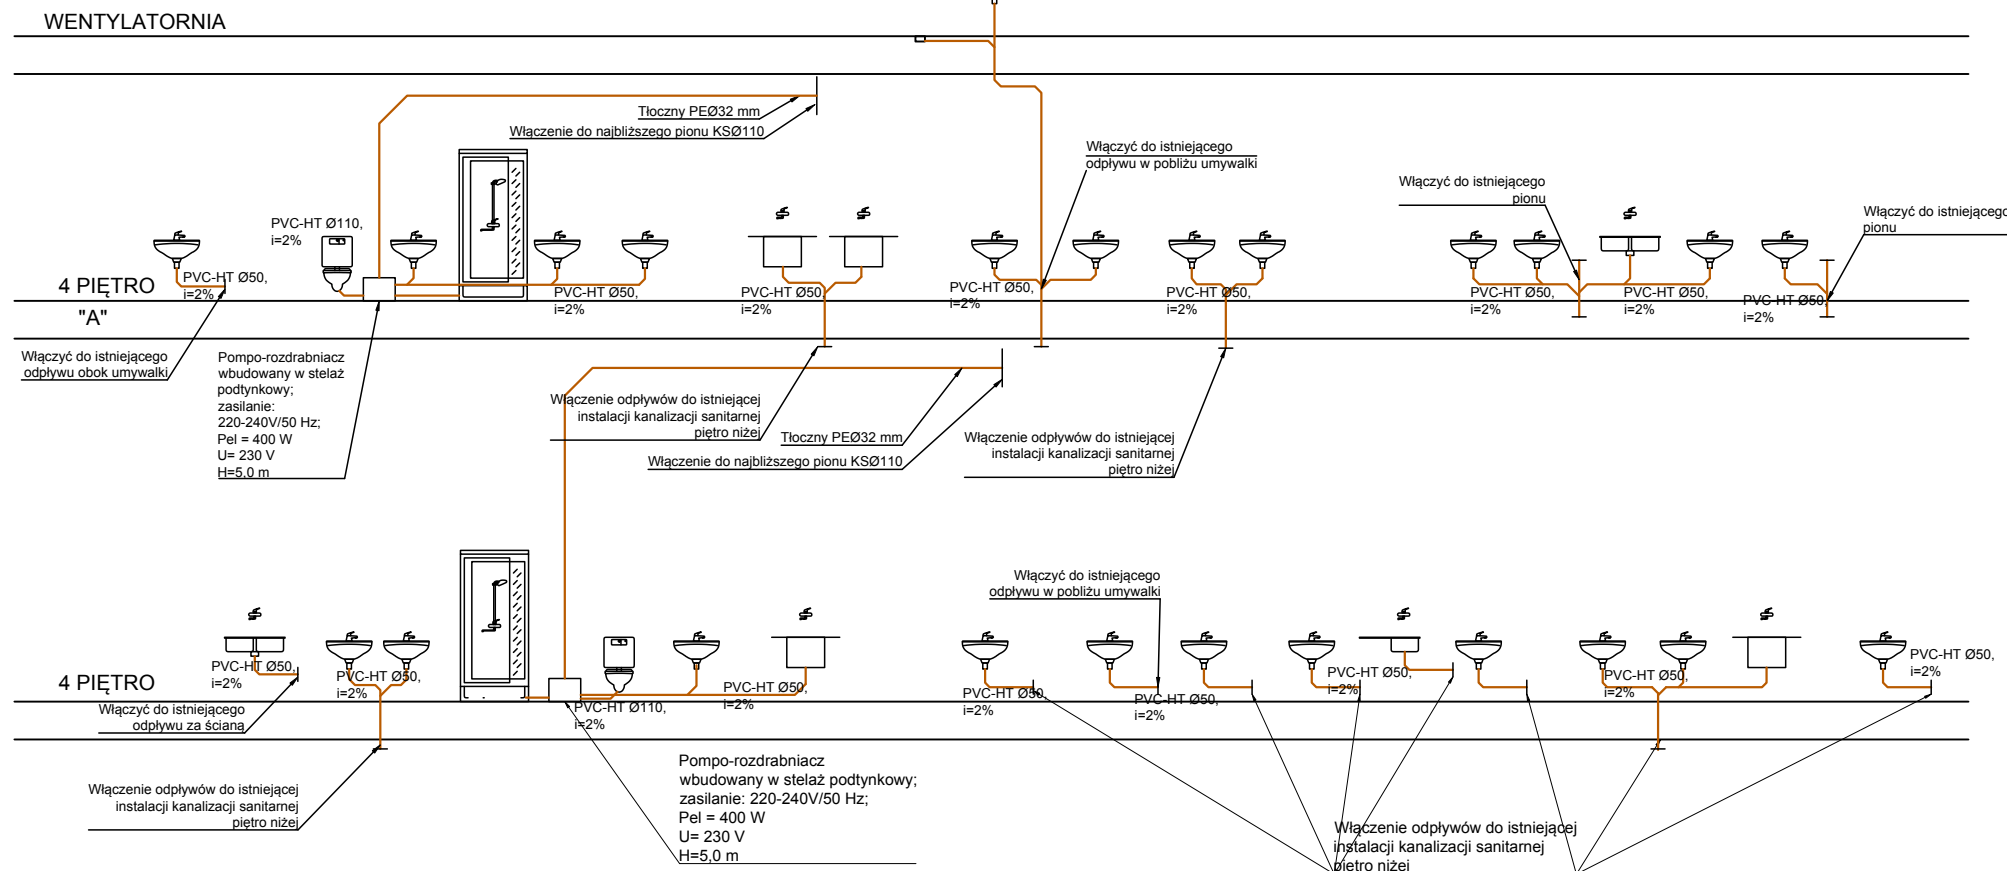 WENTYLATORNIA
Tłoczny PEØ32 mm
Włączenie do najbliższego pionu KSØ110
Włączyć do istniejącego
odpływu w pobliżu umywalki
Włączyć do istniejącego
pionu
Włączyć do istniejącego
pionu
PVC-HT Ø110,
i=2%
4 PIĘTRO
"A"
PVC-HT Ø50,
i=2%
PVC-HT Ø50,
i=2%
PVC-HT Ø50,
i=2%
PVC-HT Ø50,
i=2%
PVC-HT Ø50,
i=2%
PVC-HT Ø50,
i=2%
PVC-HT Ø50,
i=2%
PVC-HT Ø50,
i=2%
Włączyć do istniejącego
odpływu obok umywalki
Pompo-rozdrabniacz
wbudowany w stelaż
podtynkowy;
zasilanie:
220-240V/50 Hz;
Pel = 400 W
U= 230 V
H=5,0 m
Włączenie odpływów do istniejącej
instalacji kanalizacji sanitarnej
piętro niżej
Tłoczny PEØ32 mm
Włączenie do najbliższego pionu KSØ110
Włączenie odpływów do istniejącej
instalacji kanalizacji sanitarnej
piętro niżej
Włączyć do istniejącego
odpływu w pobliżu umywalki
4 PIĘTRO
PVC-HT Ø50,
i=2%
PVC-HT Ø50,
i=2%
PVC-HT Ø110,
i=2%
PVC-HT Ø50,
i=2%
PVC-HT Ø50,
i=2%
PVC-HT Ø50,
i=2%
PVC-HT Ø50,
i=2%
PVC-HT Ø50,
i=2%
PVC-HT Ø50,
i=2%
Włączyć do istniejącego
odpływu za ścianą
Włączenie odpływów do istniejącej
instalacji kanalizacji sanitarnej
piętro niżej
Pompo-rozdrabniacz
wbudowany w stelaż podtynkowy;
zasilanie: 220-240V/50 Hz;
Pel = 400 W
U= 230 V
H=5,0 m
Włączenie odpływów do istniejącej
instalacji kanalizacji sanitarnej
piętro niżej